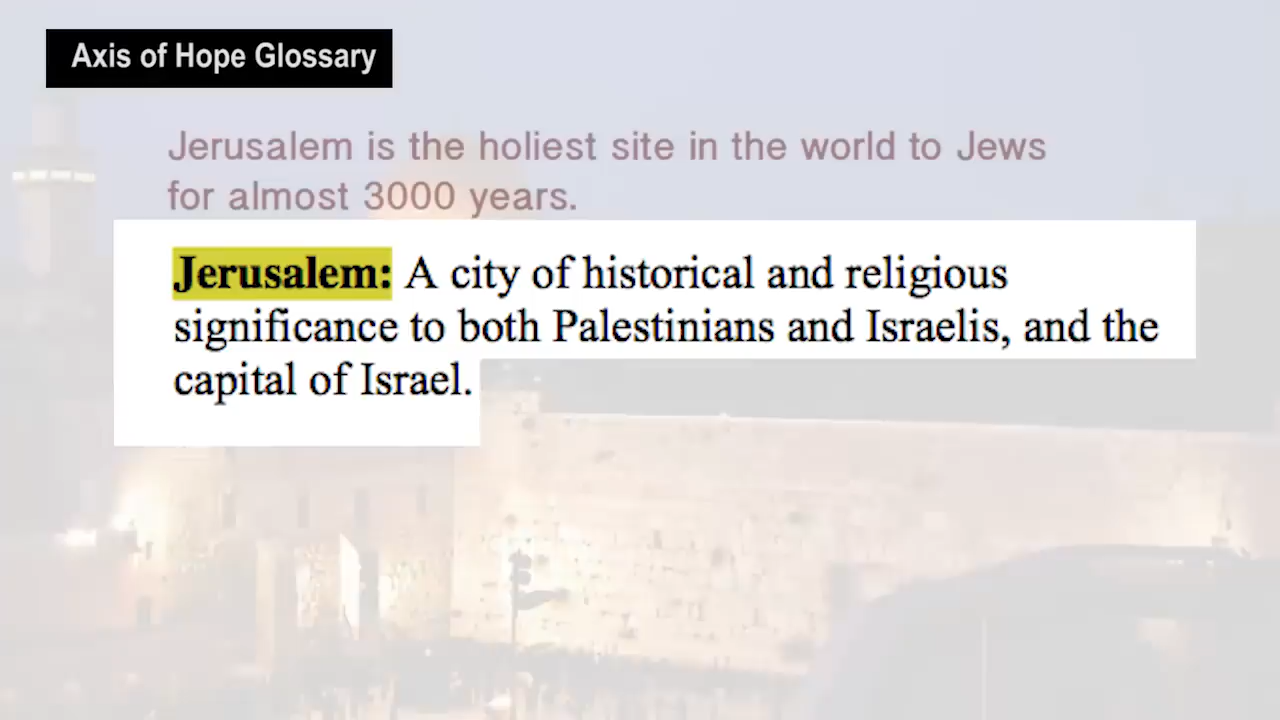 Axis of Hope Glossary
Jerusalem is the holiest site in the world to Jews
for almost 3000 years.
Jerusalem: A city of historical and religious
significance to both Palestinians and Israelis, and the
capital of Israel.